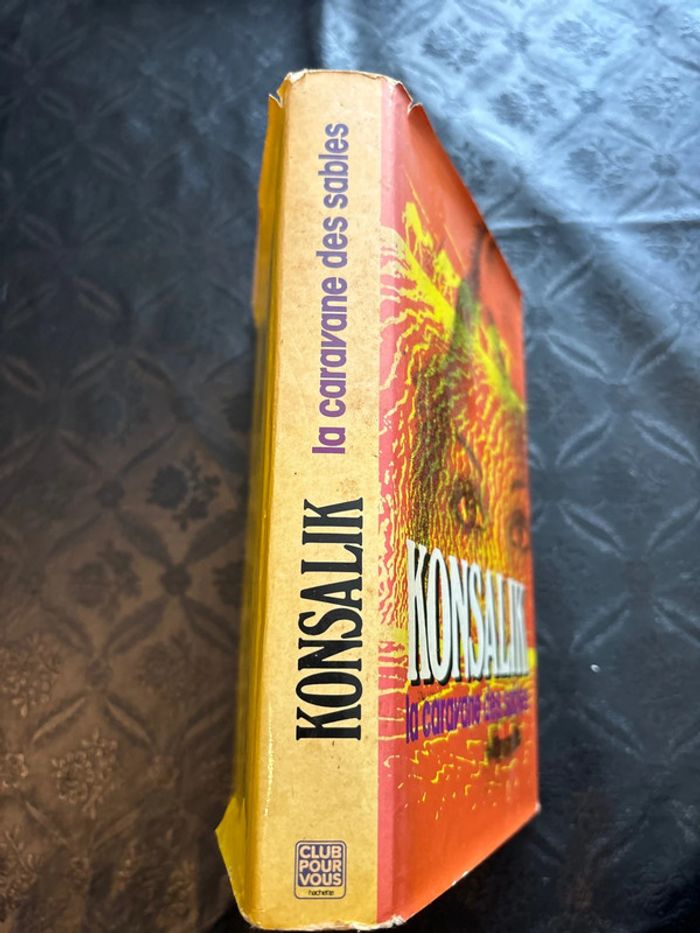 KONSALIK
la caravane des sables
CLUB
POUR
VOUS
hachette
KONSALIK
la caravane des sables